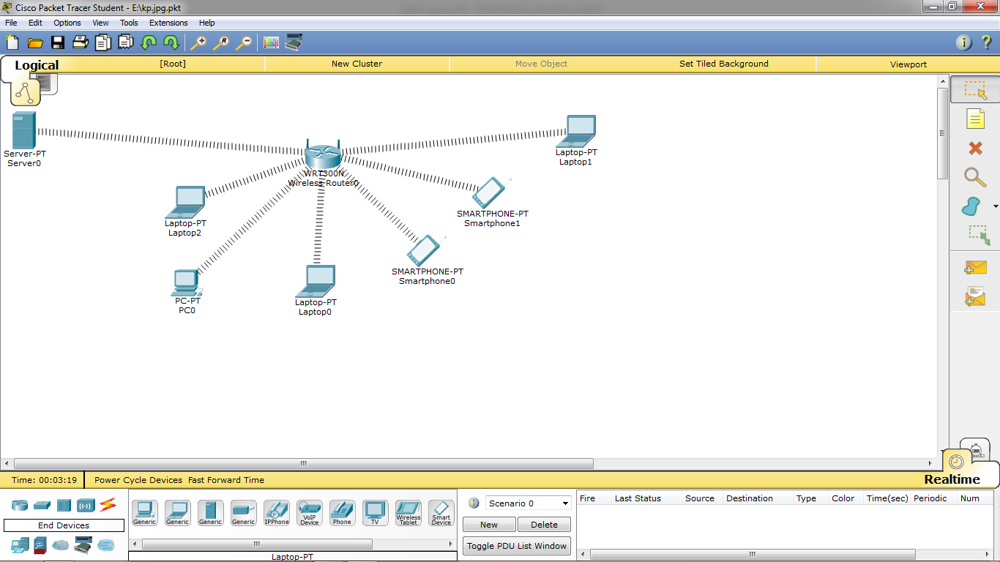 Cisco Packet Tracer Student - E:\kp.jpg.pkt
File Edit Options View Tools Extensions Help
Logical [Root] New Cluster Move Object Set Tiled Background Viewport
Server-PT
Server0
WRT300N
Wireless Router0
Laptop-PT
Laptop1
Laptop-PT
Laptop2
SMARTPHONE-PT
Smartphone1
SMARTPHONE-PT
Smartphone0
PC-PT
PC0
Laptop-PT
Laptop0
Realtime
Time: 00:03:19 Power Cycle Devices Fast Forward Time
End Devices
Generic Generic Generic Generic IPPhone VoIP Device Phone TV Wireless Tablet Smart Device
Laptop-PT
Scenario 0
New Delete
Toggle PDU List Window
Fire Last Status Source Destination Type Color Time(sec) Periodic Num